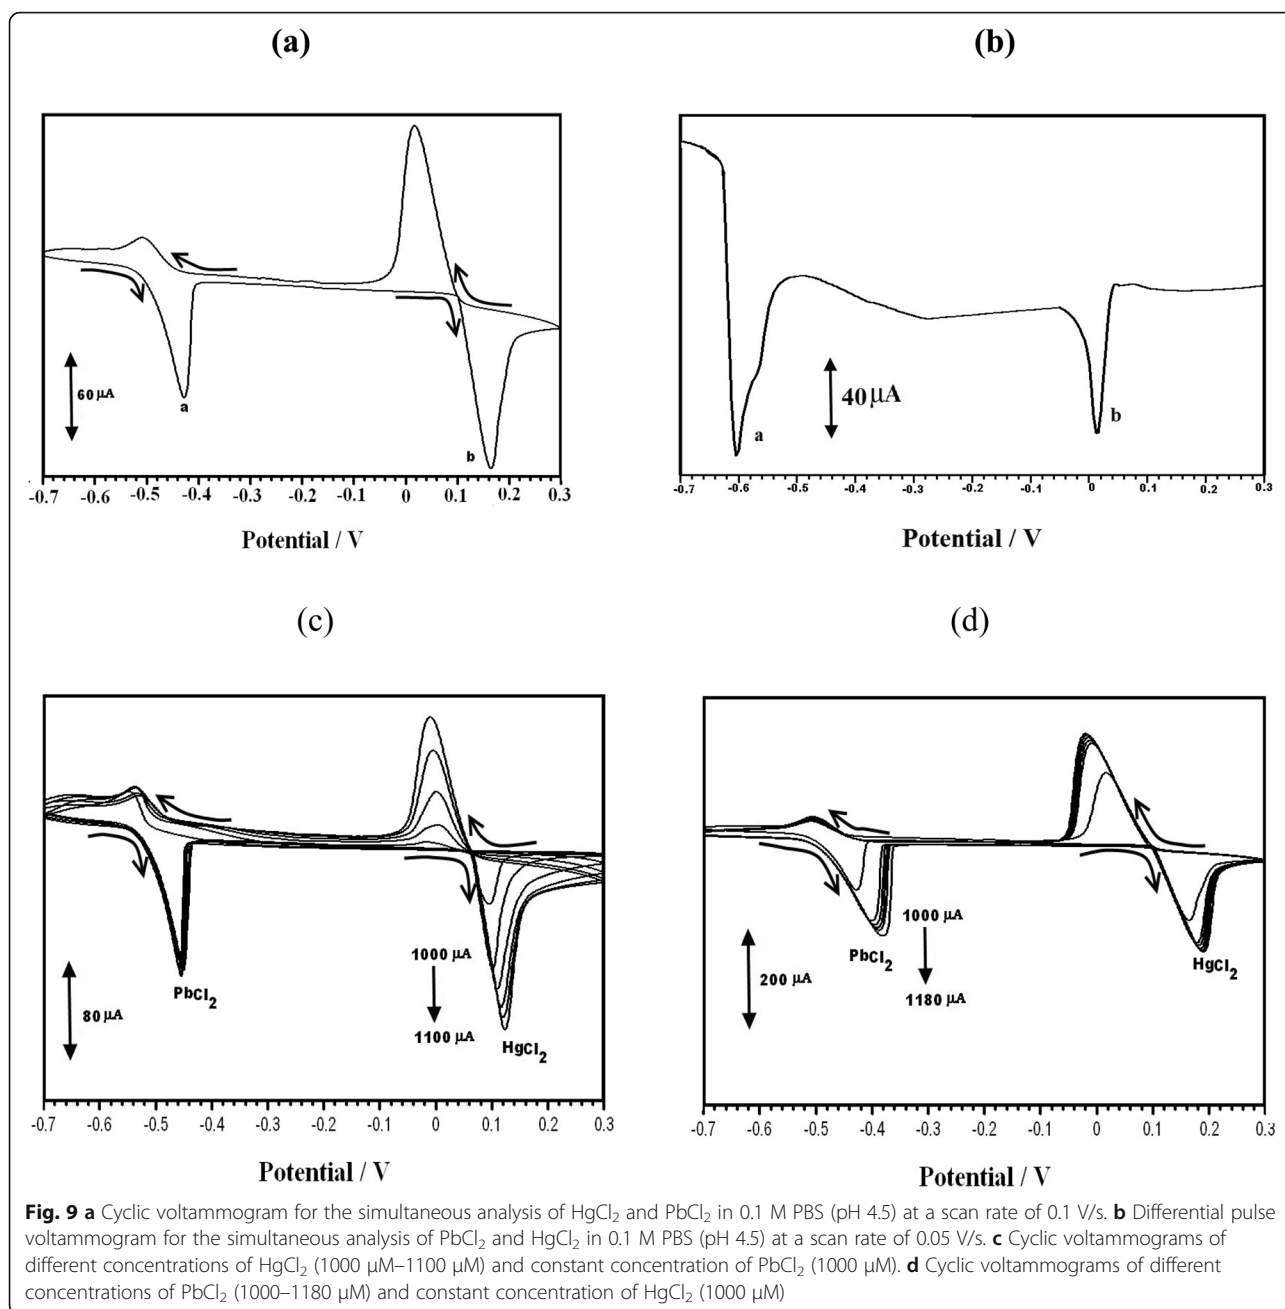 (a)
60 μA
a
b
-0.7 -0.6 -0.5 -0.4 -0.3 -0.2 -0.1 0 0.1 0.2 0.3
Potential / V
(b)
40 μA
a
b
-0.7 -0.6 -0.5 -0.4 -0.3 -0.2 -0.1 0 0.1 0.2 0.3
Potential / V
(c)
80 μA
PbCl2
1000 μA
1100 μA
HgCl2
-0.7 -0.6 -0.5 -0.4 -0.3 -0.2 -0.1 0 0.1 0.2 0.3
Potential / V
(d)
200 μA
PbCl2
1000 μA
1180 μA
HgCl2
-0.7 -0.6 -0.5 -0.4 -0.3 -0.2 -0.1 0 0.1 0.2 0.3
Potential / V
Fig. 9 a Cyclic voltammogram for the simultaneous analysis of HgCl2 and PbCl2 in 0.1 M PBS (pH 4.5) at a scan rate of 0.1 V/s. b Differential pulse
voltammogram for the simultaneous analysis of PbCl2 and HgCl2 in 0.1 M PBS (pH 4.5) at a scan rate of 0.05 V/s. c Cyclic voltammograms of
different concentrations of HgCl2 (1000 μM–1100 μM) and constant concentration of PbCl2 (1000 μM). d Cyclic voltammograms of different
concentrations of PbCl2 (1000–1180 μM) and constant concentration of HgCl2 (1000 μM)